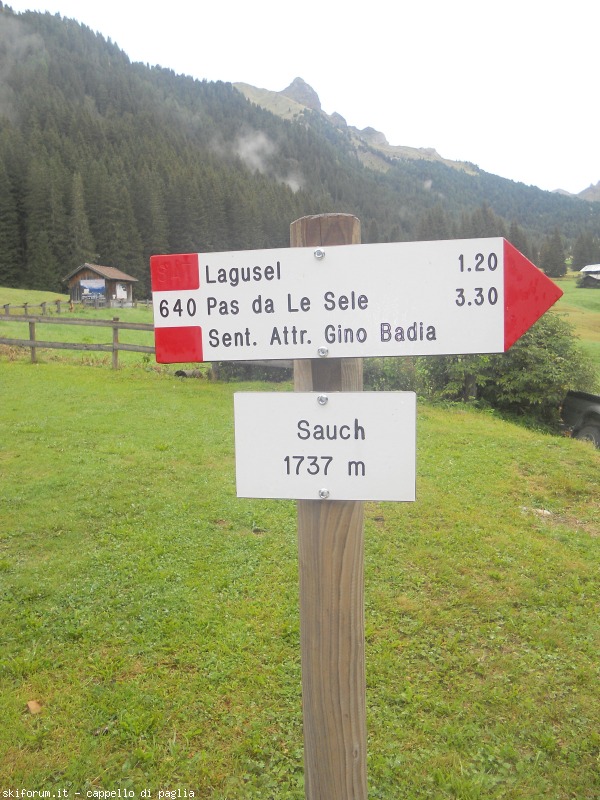 SAT
Lagusel 1.20
640 Pas da Le Sele 3.30
Sent. Attr. Gino Badia
Sauch
1737 m
skiforum.it - cappello di paglia